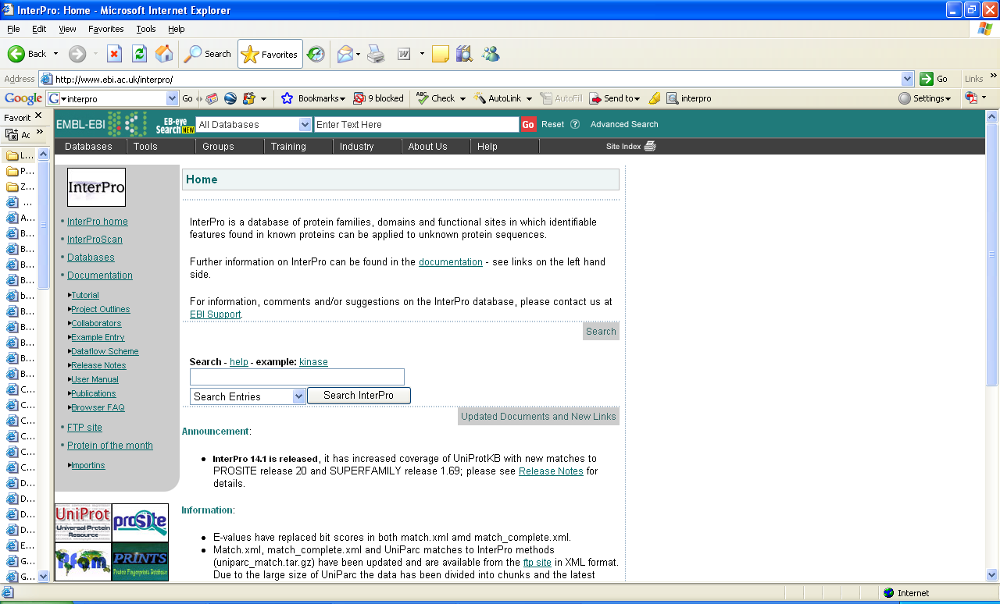 InterPro: Home - Microsoft Internet Explorer
File Edit View Favorites Tools Help
Back Search Favorites
Address http://www.ebi.ac.uk/interpro/ Go Links »
Google G interpro Go Bookmarks 9 blocked ABC Check AutoLink AutoFill Send to interpro Settings
Favorit
EMBL-EBI EB-eye Search NEW All Databases Enter Text Here Go Reset ? Advanced Search
Ac »
Databases Tools Groups Training Industry About Us Help Site Index
L...
P...
Z...
...
A...
B...
B...
B...
B...
b...
B...
B...
B...
B...
B...
C...
C...
C...
C...
C...
C...
D...
D...
D...
D...
E...
G...
G...
InterPro
• InterPro home
• InterProScan
• Databases
• Documentation
Tutorial
Project Outlines
Collaborators
Example Entry
Dataflow Scheme
Release Notes
User Manual
Publications
Browser FAQ
• FTP site
• Protein of the month
Importins
UniProt
Universal Protein
Resource
proSite
Rfam
PRINTS
Protein Fingerprints Database
Home
InterPro is a database of protein families, domains and functional sites in which identifiable
features found in known proteins can be applied to unknown protein sequences.
Further information on InterPro can be found in the documentation - see links on the left hand
side.
For information, comments and/or suggestions on the InterPro database, please contact us at
EBI Support.
Search
Search - help - example: kinase
Search Entries Search InterPro
Updated Documents and New Links
Announcement:
• InterPro 14.1 is released, it has increased coverage of UniProtKB with new matches to
PROSITE release 20 and SUPERFAMILY release 1.69; please see Release Notes for
details.
Information:
• E-values have replaced bit scores in both match.xml amd match_complete.xml.
• Match.xml, match_complete.xml and UniParc matches to InterPro methods
(uniparc_match.tar.gz) have been updated and are available from the ftp site in XML format.
Due to the large size of UniParc the data has been divided into chunks and the latest
Internet